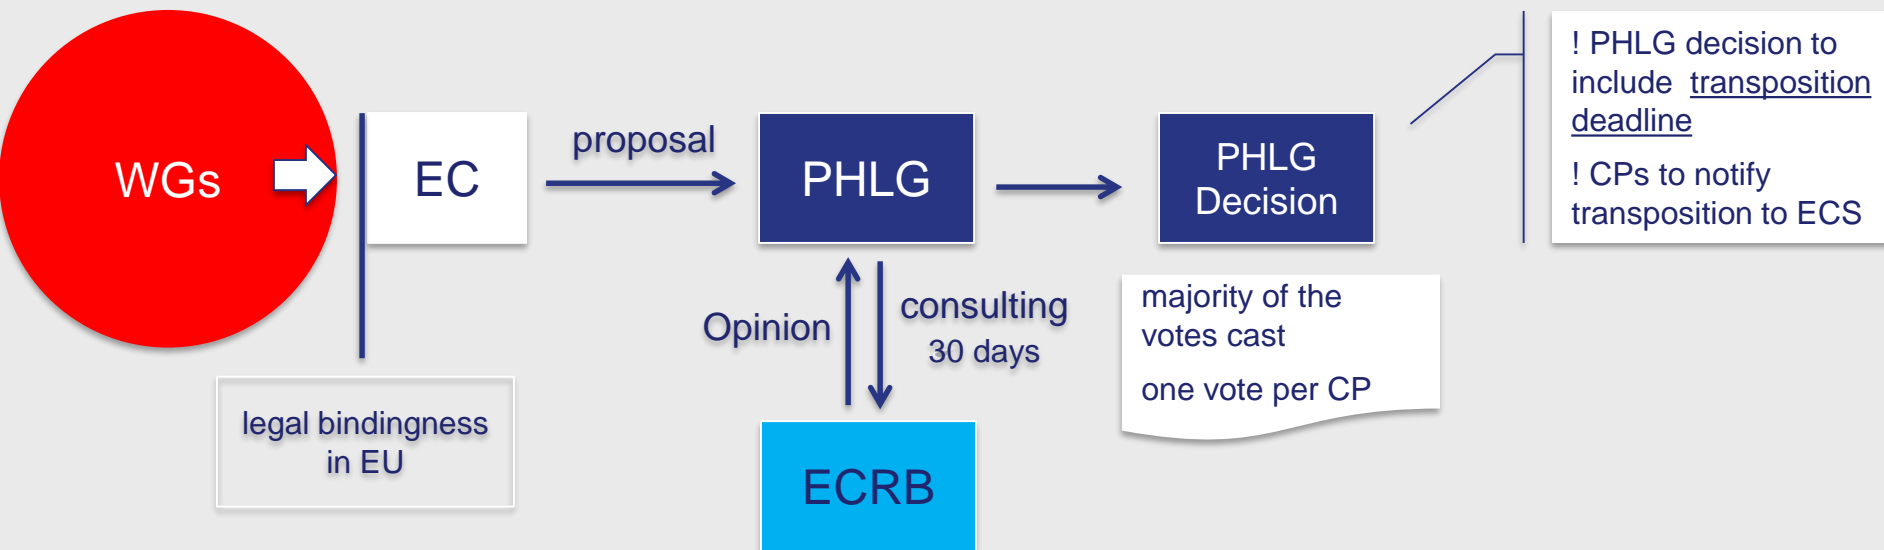 WGs
EC
proposal
PHLG
PHLG
Decision
! PHLG decision to
include transposition
deadline
! CPs to notify
transposition to ECS
Opinion
consulting
30 days
majority of the
votes cast
one vote per CP
legal bindingness
in EU
ECRB